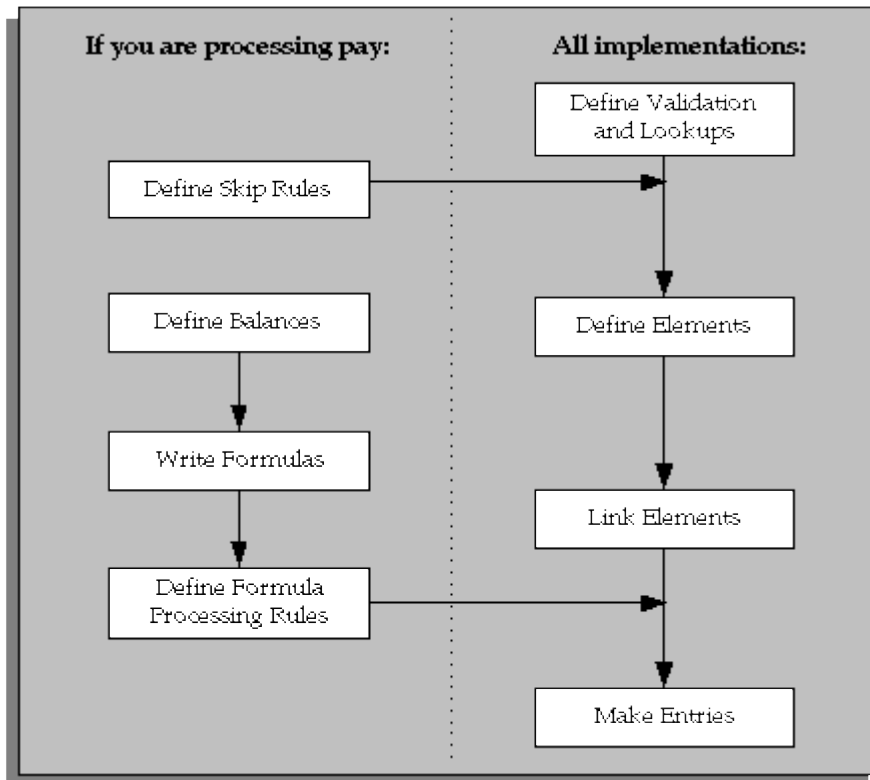 If you are processing pay:
All implementations:
Define Validation
and Lookups
Define Skip Rules
Define Balances
Define Elements
Write Formulas
Link Elements
Define Formula
Processing Rules
Make Entries